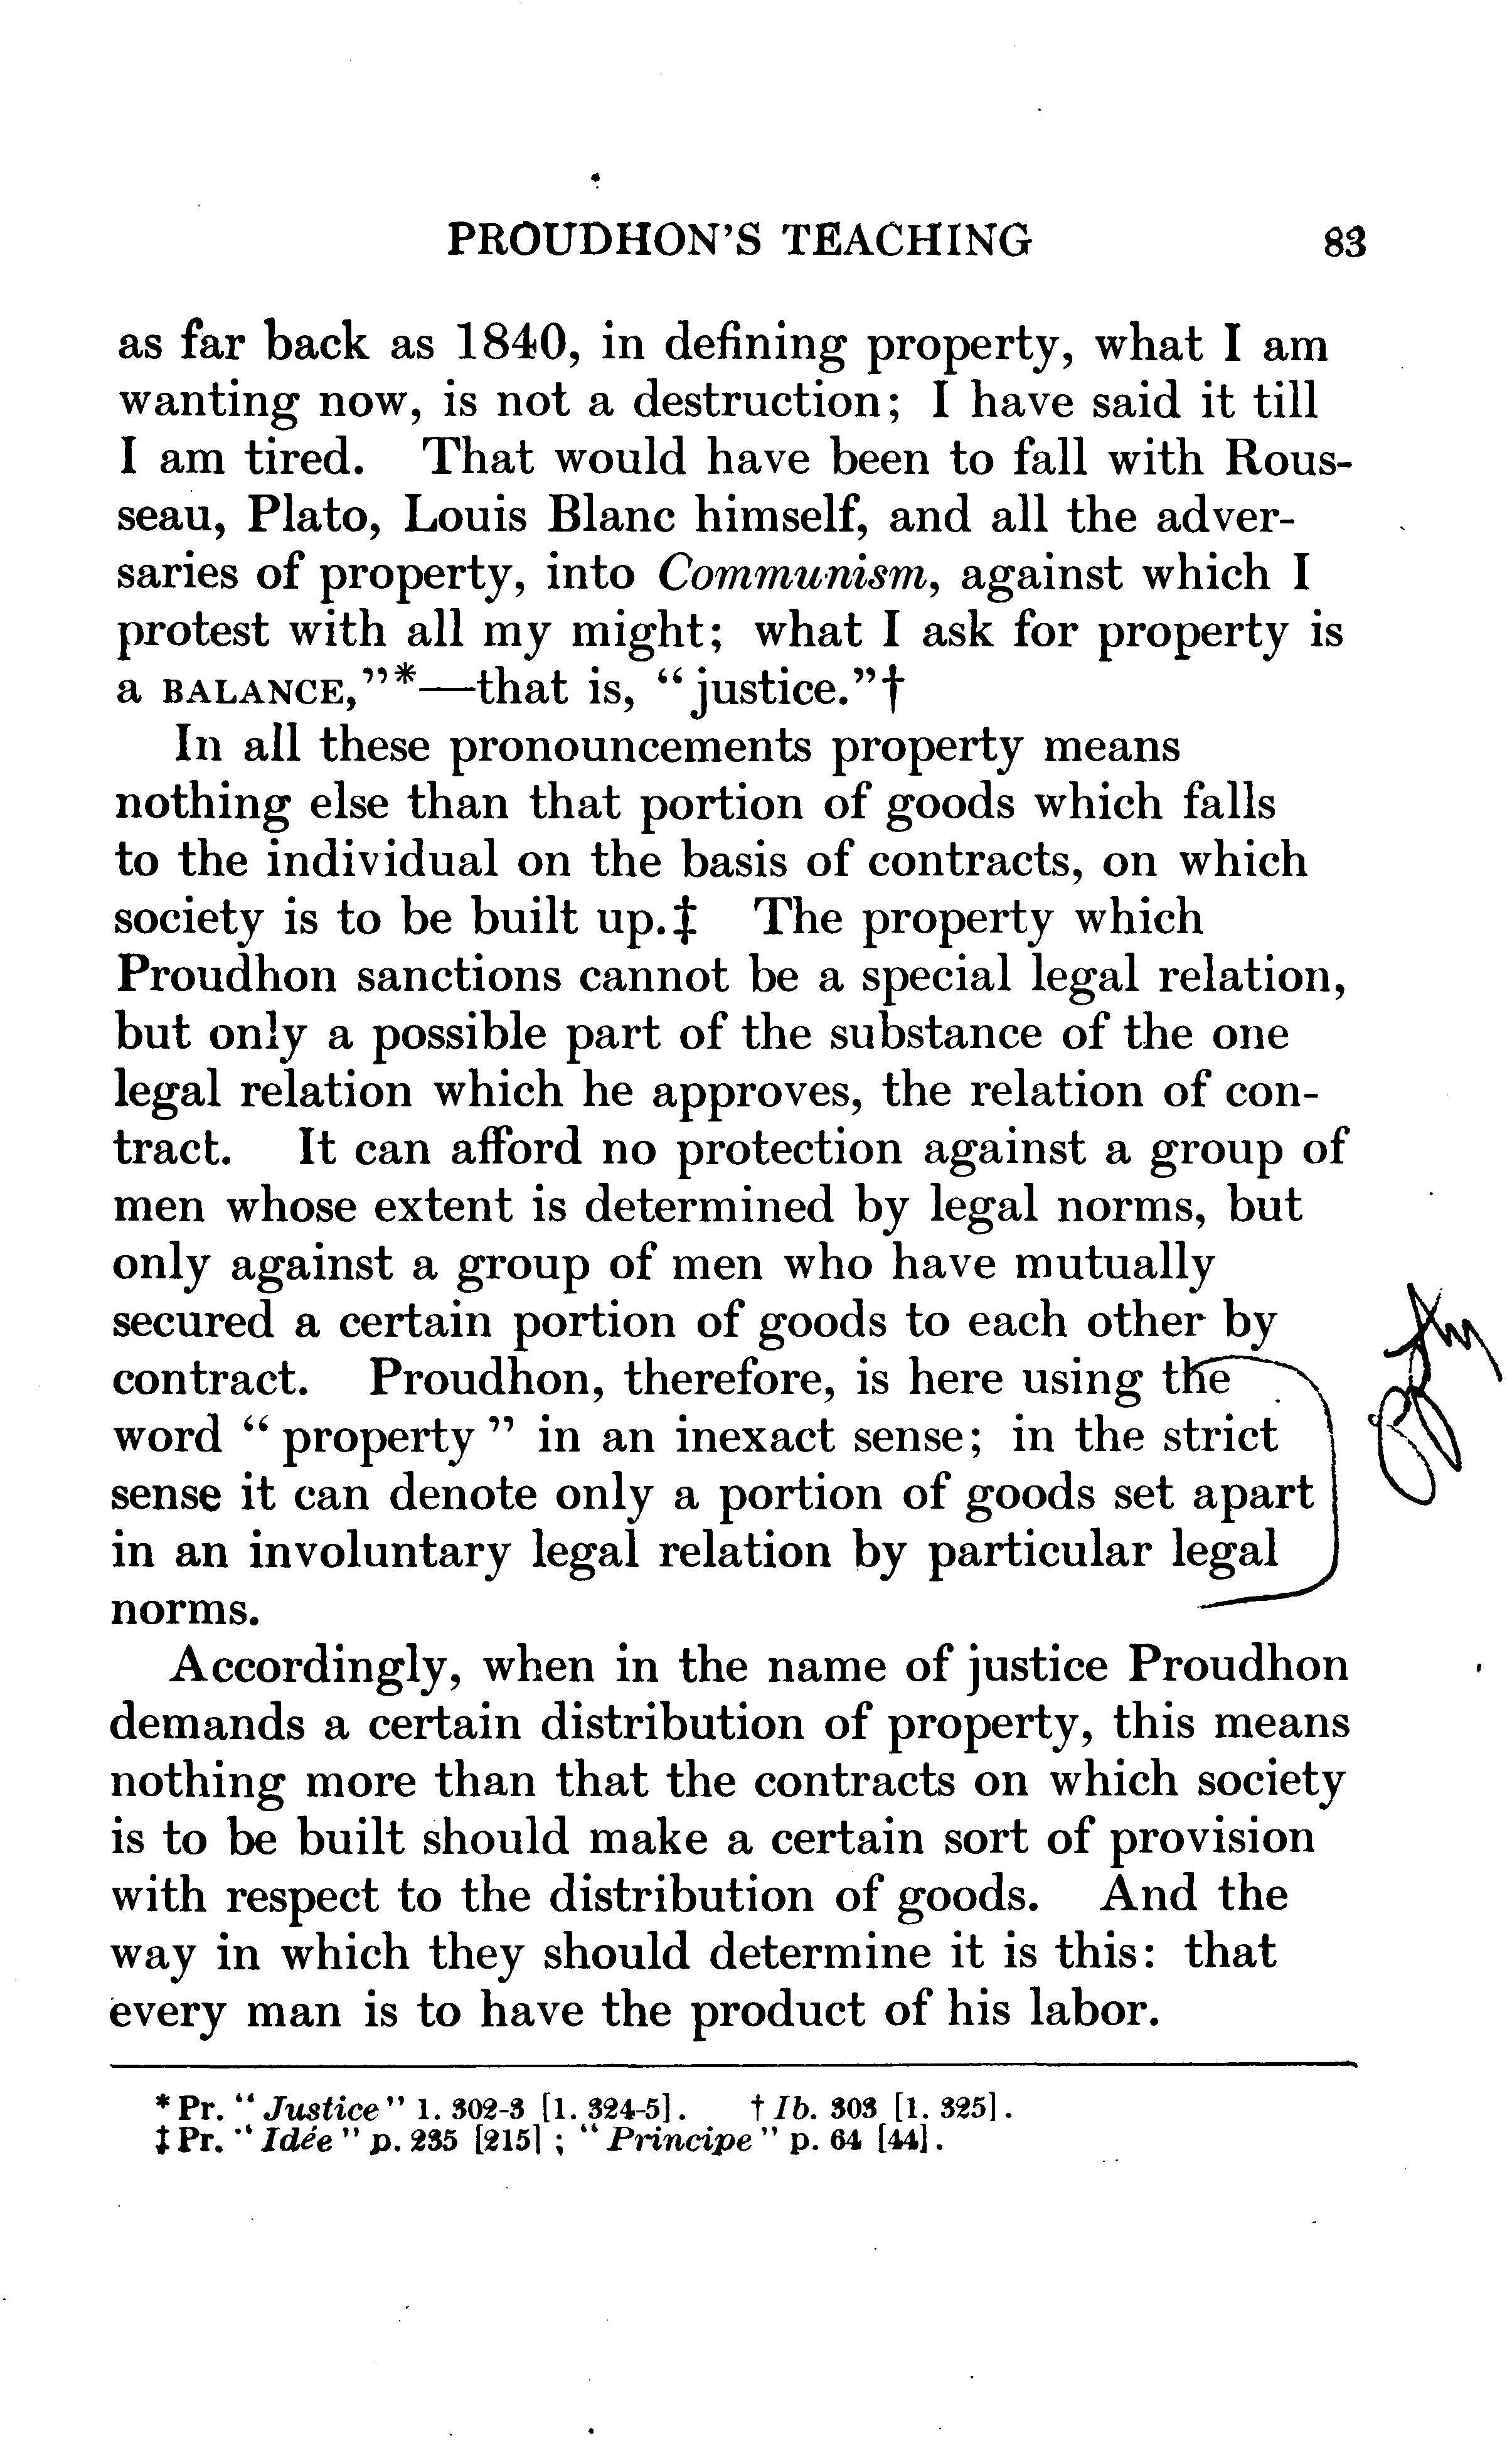 PROUDHON'S TEACHING 83
as far back as 1840, in defining property, what I am
wanting now, is not a destruction; I have said it till
I am tired. That would have been to fall with Rous-
seau, Plato, Louis Blanc himself, and all the adver-
saries of property, into Communism, against which I
protest with all my might; what I ask for property is
a BALANCE,"*—that is, "justice."†
In all these pronouncements property means
nothing else than that portion of goods which falls
to the individual on the basis of contracts, on which
society is to be built up.‡ The property which
Proudhon sanctions cannot be a special legal relation,
but only a possible part of the substance of the one
legal relation which he approves, the relation of con-
tract. It can afford no protection against a group of
men whose extent is determined by legal norms, but
only against a group of men who have mutually
secured a certain portion of goods to each other by
contract. Proudhon, therefore, is here using the
word "property" in an inexact sense; in the strict
sense it can denote only a portion of goods set apart
in an involuntary legal relation by particular legal
norms.
Accordingly, when in the name of justice Proudhon
demands a certain distribution of property, this means
nothing more than that the contracts on which society
is to be built should make a certain sort of provision
with respect to the distribution of goods. And the
way in which they should determine it is this: that
every man is to have the product of his labor.
* Pr. "Justice" 1. 302-3 [1. 324-5]. † Ib. 303 [1. 325].
‡ Pr. "Idée" p. 235 [215]; "Principe" p. 64 [44].